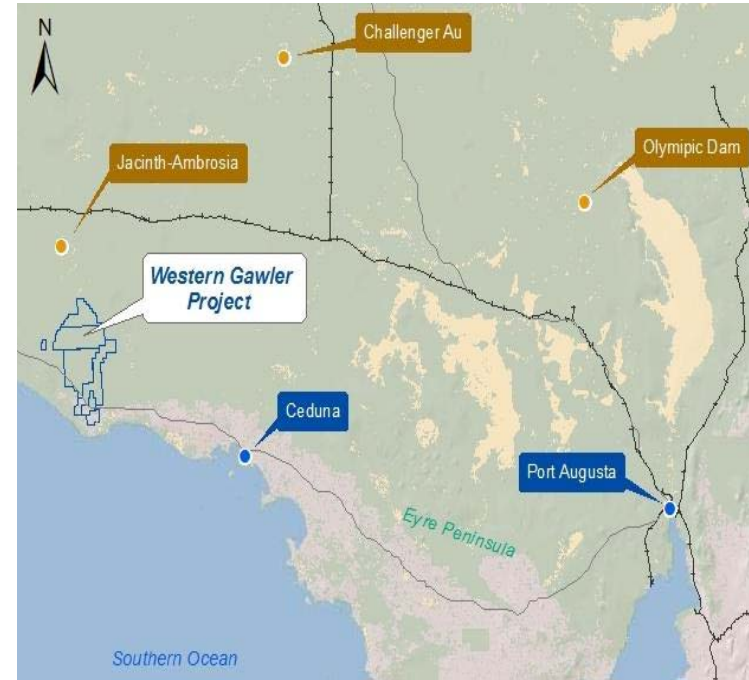 N
Challenger Au
Olymipic Dam
Jacinth-Ambrosia
Western Gawler
Project
Ceduna
Port Augusta
Eyre Peninsula
Southern Ocean